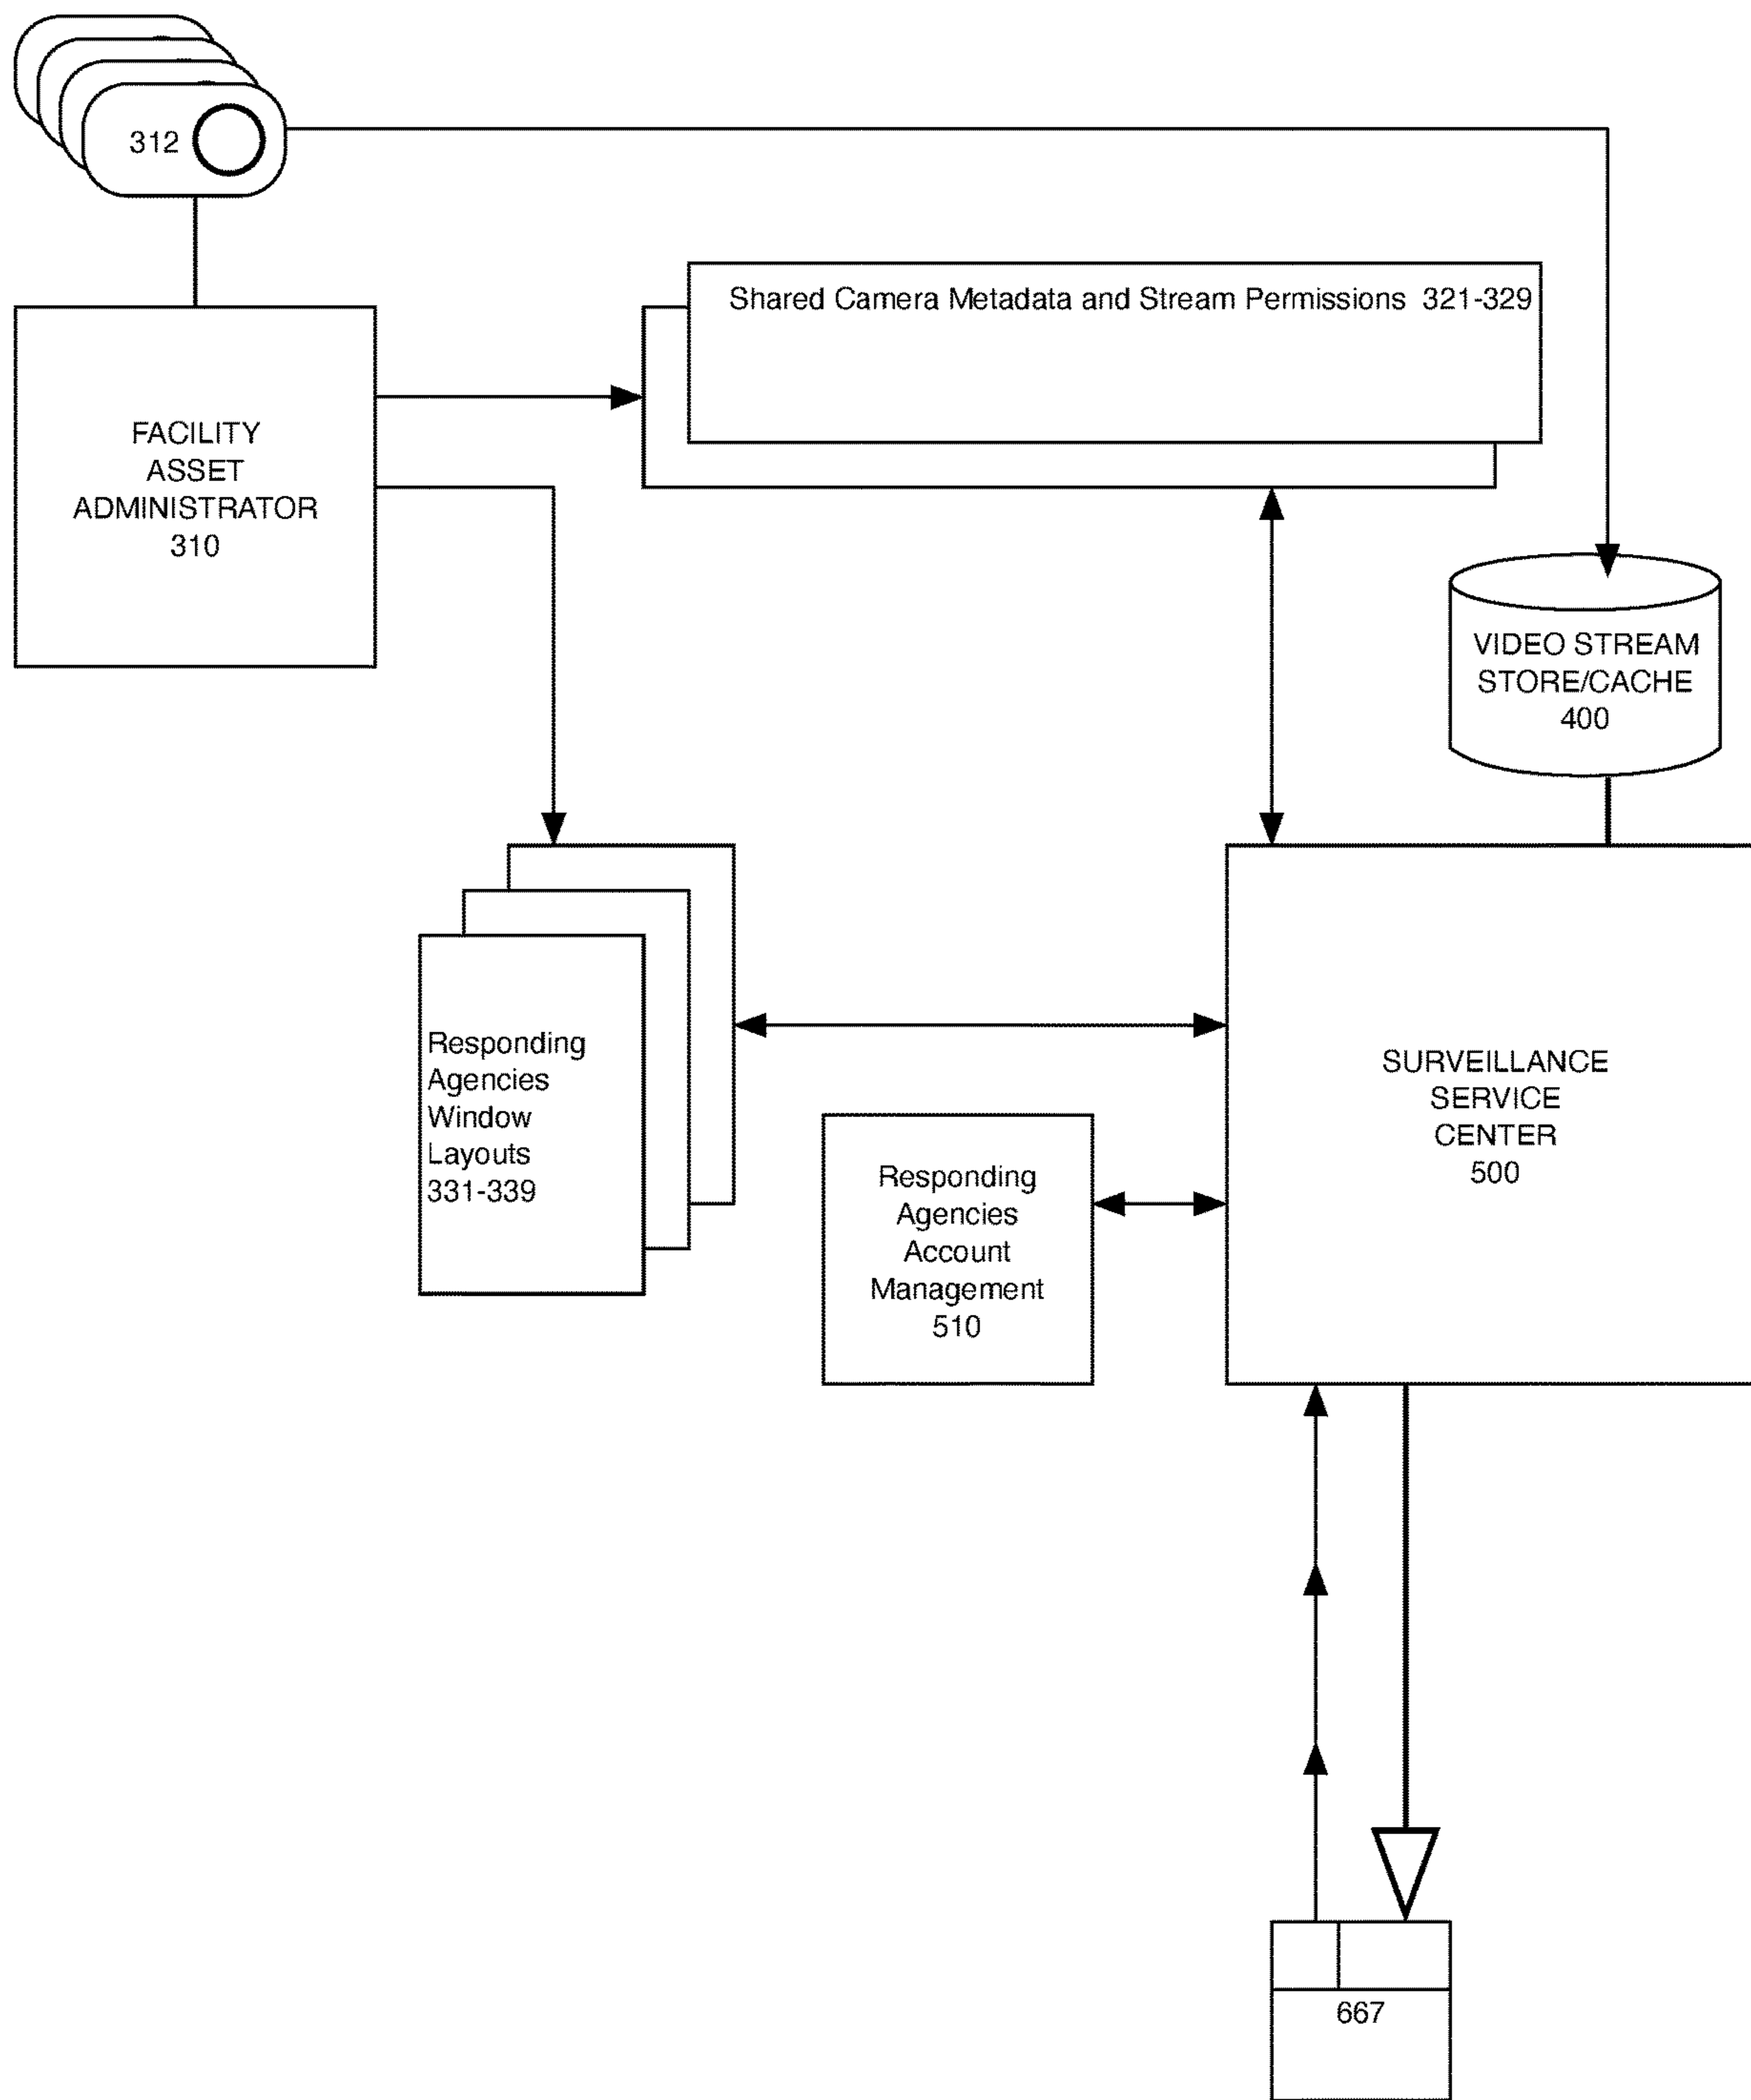 312
Shared Camera Metadata and Stream Permissions 321-329
FACILITY
ASSET
ADMINISTRATOR
310
VIDEO STREAM
STORE/CACHE
400
Responding
Agencies
Window
Layouts
331-339
SURVEILLANCE
SERVICE
CENTER
500
Responding
Agencies
Account
Management
510
667